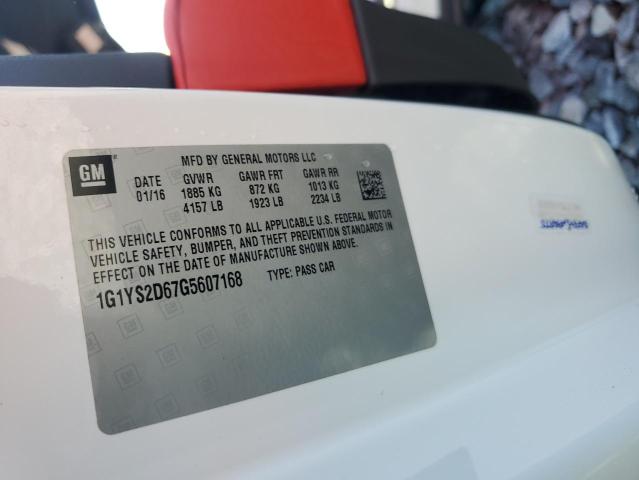 GM
MFD BY GENERAL MOTORS LLC
DATE GVWR GAWR FRT GAWR RR
01/16 1885 KG 872 KG 1013 KG
4157 LB 1923 LB 2234 LB
THIS VEHICLE CONFORMS TO ALL APPLICABLE U.S. FEDERAL MOTOR
VEHICLE SAFETY, BUMPER, AND THEFT PREVENTION STANDARDS IN
EFFECT ON THE DATE OF MANUFACTURE SHOWN ABOVE.
1G1YS2D67G5607168 TYPE: PASS CAR